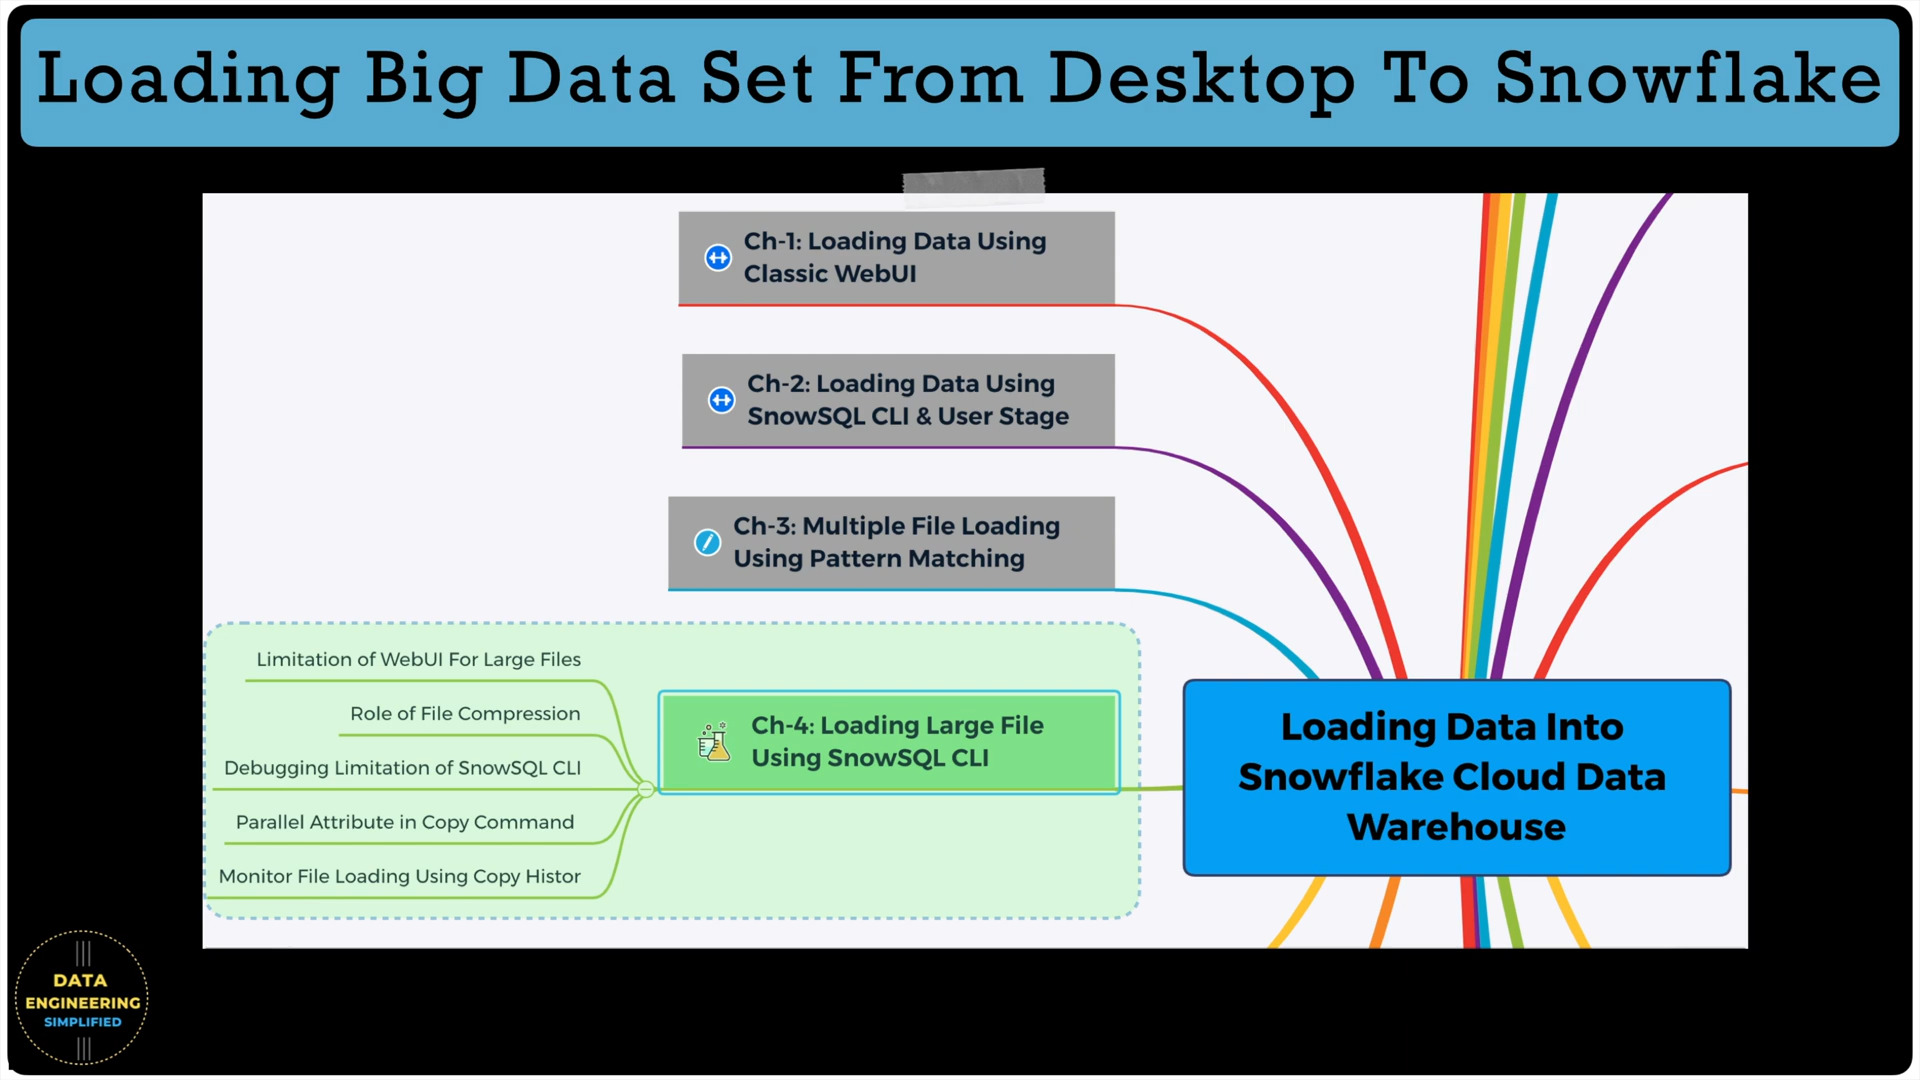 Loading Big Data Set From Desktop To Snowflake
Ch-1: Loading Data Using
Classic WebUI
Ch-2: Loading Data Using
SnowSQL CLI & User Stage
Ch-3: Multiple File Loading
Using Pattern Matching
Limitation of WebUI For Large Files
Role of File Compression
Debugging Limitation of SnowSQL CLI
Parallel Attribute in Copy Command
Monitor File Loading Using Copy Histor
Ch-4: Loading Large File
Using SnowSQL CLI
Loading Data Into
Snowflake Cloud Data
Warehouse
DATA
ENGINEERING
SIMPLIFIED